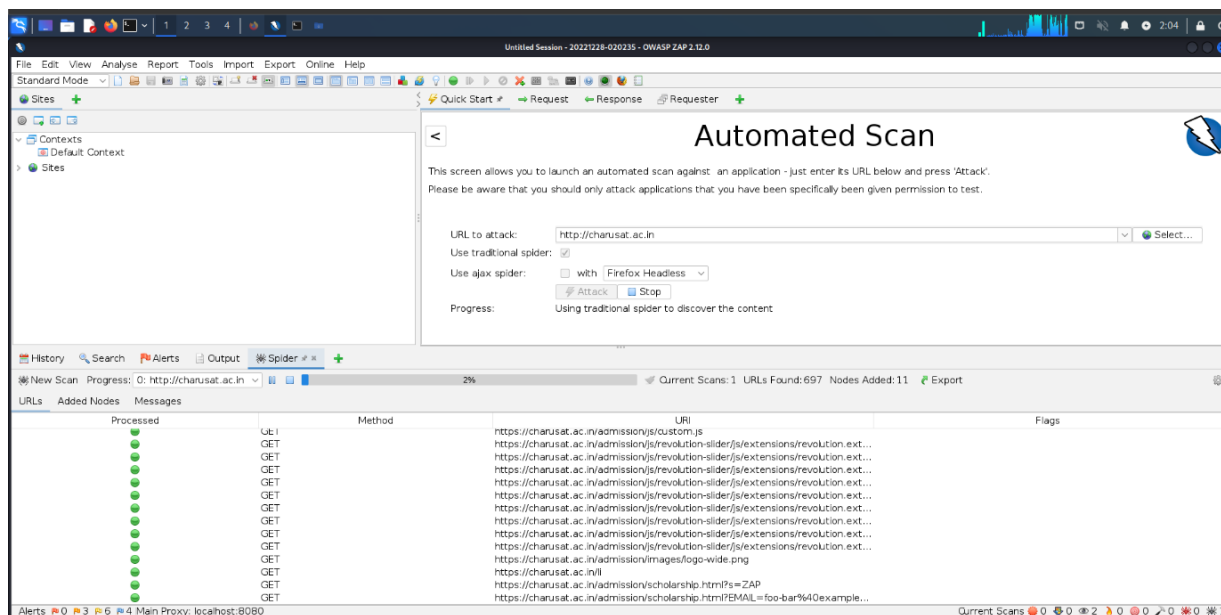 1 2 3 4 2:04
Untitled Session - 20221228-020235 - OWASP ZAP 2.12.0
File Edit View Analyse Report Tools Import Export Online Help
Standard Mode
Sites Quick Start Request Response Requester
< Automated Scan
Contexts
Default Context
Sites
This screen allows you to launch an automated scan against an application - just enter its URL below and press 'Attack'.
Please be aware that you should only attack applications that you have been specifically been given permission to test.
URL to attack: http://charusat.ac.in Select...
Use traditional spider:
Use ajax spider: with Firefox Headless
Attack Stop
Progress: Using traditional spider to discover the content
History Search Alerts Output Spider
New Scan Progress: 0: http://charusat.ac.in 2% Current Scans: 1 URLs Found: 697 Nodes Added: 11 Export
URLs Added Nodes Messages
Processed Method URI Flags
GET https://charusat.ac.in/admission/js/custom.js
GET https://charusat.ac.in/admission/js/revolution-slider/js/extensions/revolution.ext...
GET https://charusat.ac.in/admission/js/revolution-slider/js/extensions/revolution.ext...
GET https://charusat.ac.in/admission/js/revolution-slider/js/extensions/revolution.ext...
GET https://charusat.ac.in/admission/js/revolution-slider/js/extensions/revolution.ext...
GET https://charusat.ac.in/admission/js/revolution-slider/js/extensions/revolution.ext...
GET https://charusat.ac.in/admission/js/revolution-slider/js/extensions/revolution.ext...
GET https://charusat.ac.in/admission/js/revolution-slider/js/extensions/revolution.ext...
GET https://charusat.ac.in/admission/js/revolution-slider/js/extensions/revolution.ext...
GET https://charusat.ac.in/admission/js/revolution-slider/js/extensions/revolution.ext...
GET https://charusat.ac.in/admission/images/logo-wide.png
GET https://charusat.ac.in/li
GET https://charusat.ac.in/admission/scholarship.html?s=ZAP
GET https://charusat.ac.in/admission/scholarship.html?EMAIL=foo-bar%40example...
Alerts 0 3 6 4 Main Proxy: localhost:8080 Current Scans 0 0 2 0 0 0 0